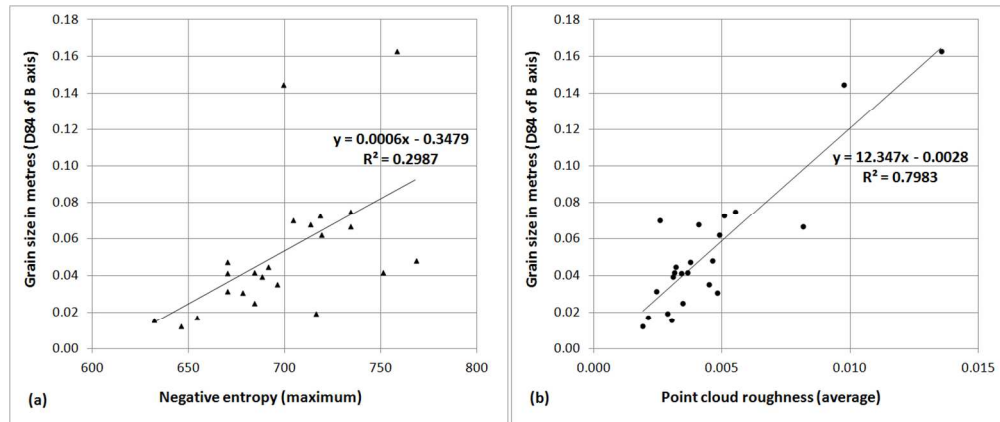 0.18
0.16
0.14
0.12
0.10
0.08
0.06
0.04
0.02
0.00
Grain size in metres (D84 of B axis)
y = 0.0006x - 0.3479
R² = 0.2987
600 650 700 750 800
(a) Negative entropy (maximum)
0.18
0.16
0.14
0.12
0.10
0.08
0.06
0.04
0.02
0.00
Grain size in metres (D84 of B axis)
y = 12.347x - 0.0028
R² = 0.7983
0.000 0.005 0.010 0.015
(b) Point cloud roughness (average)